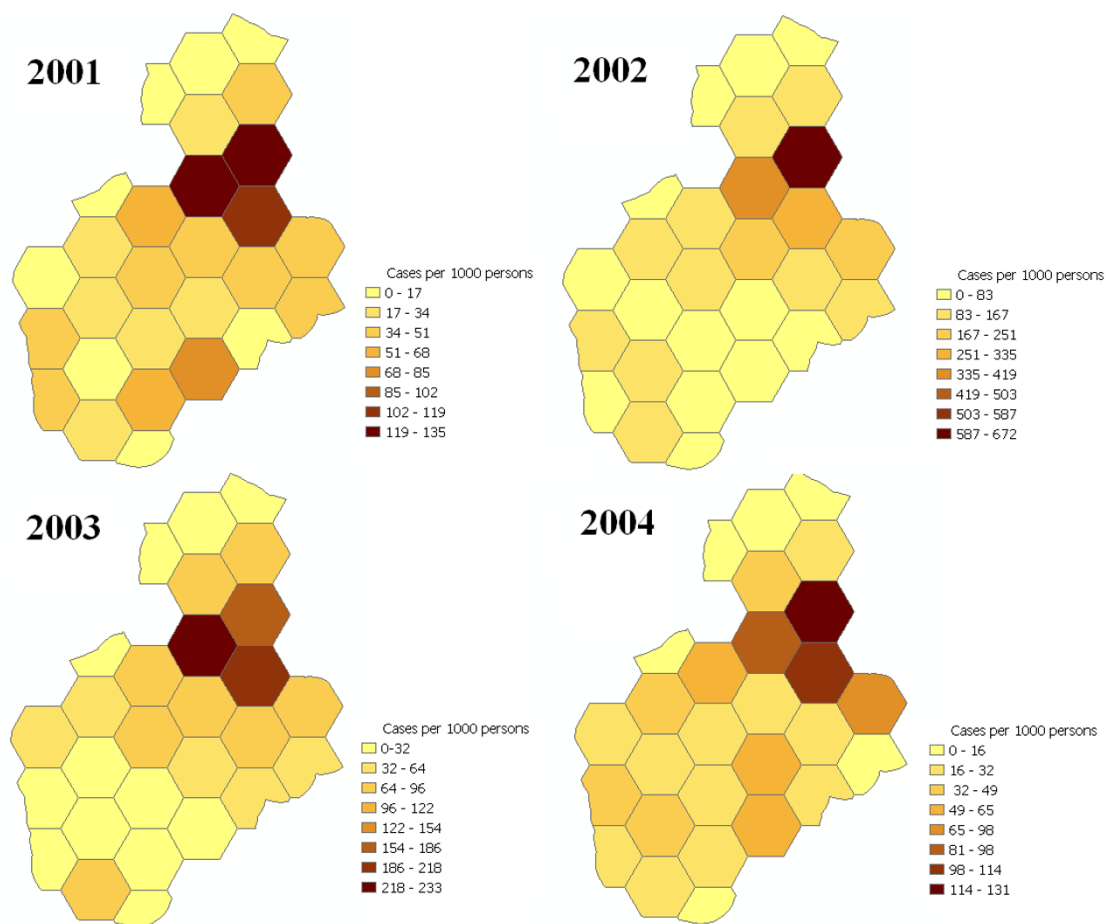 2001
Cases per 1000 persons
0 - 17
17 - 34
34 - 51
51 - 68
68 - 85
85 - 102
102 - 119
119 - 135
2002
Cases per 1000 persons
0 - 83
83 - 167
167 - 251
251 - 335
335 - 419
419 - 503
503 - 587
587 - 672
2003
Cases per 1000 persons
0-32
32 - 64
64 - 96
96 - 122
122 - 154
154 - 186
186 - 218
218 - 233
2004
Cases per 1000 persons
0 - 16
16 - 32
32 - 49
49 - 65
65 - 98
81 - 98
98 - 114
114 - 131